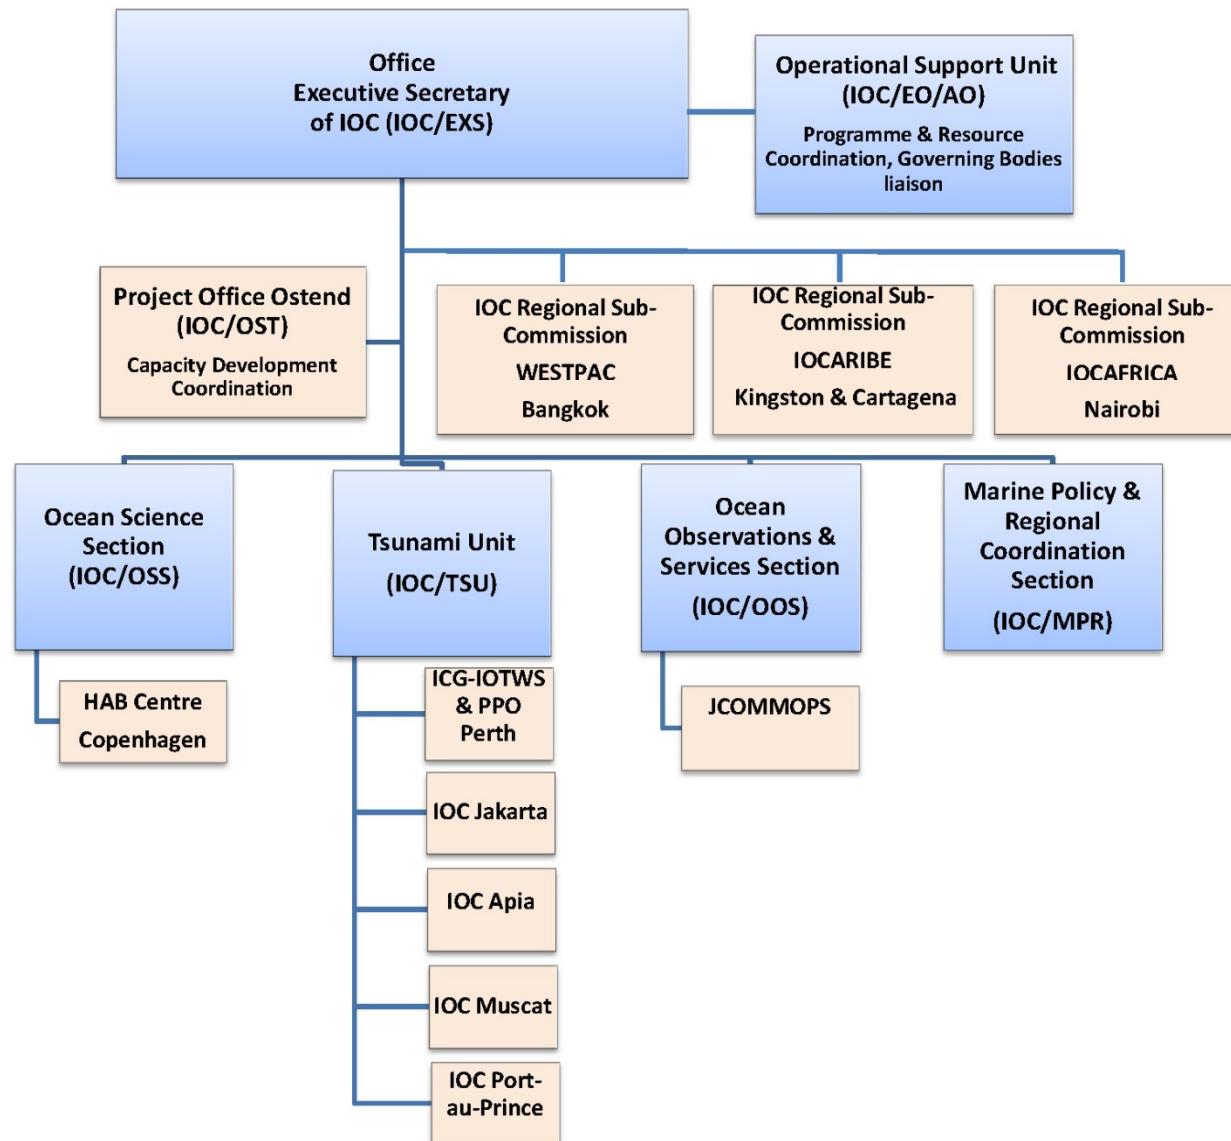 Office
Executive Secretary
of IOC (IOC/EXS)
Operational Support Unit
(IOC/EO/AO)
Programme & Resource
Coordination, Governing Bodies
liaison
Project Office Ostend
(IOC/OST)
Capacity Development
Coordination
IOC Regional Sub-
Commission
WESTPAC
Bangkok
IOC Regional Sub-
Commission
IOCARIBE
Kingston & Cartagena
IOC Regional Sub-
Commission
IOCAFRICA
Nairobi
Ocean Science
Section
(IOC/OSS)
Tsunami Unit
(IOC/TSU)
Ocean
Observations &
Services Section
(IOC/OOS)
Marine Policy &
Regional
Coordination
Section
(IOC/MPR)
HAB Centre
Copenhagen
ICG-IOTWS
& PPO
Perth
IOC Jakarta
IOC Apia
IOC Muscat
IOC Port-
au-Prince
JCOMMOPS